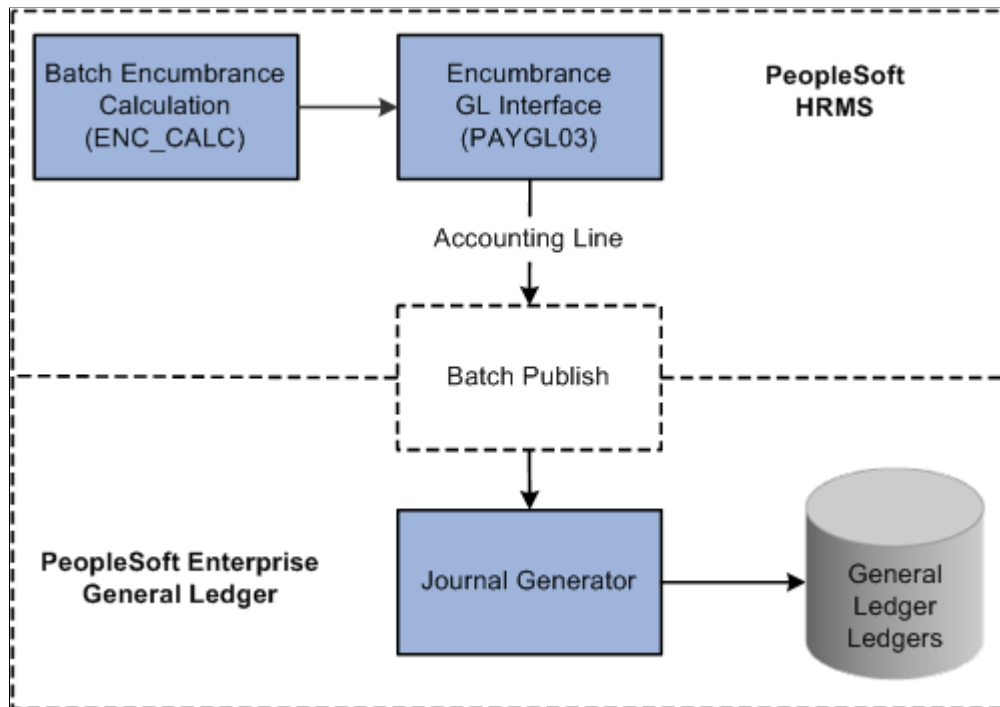 Batch Encumbrance
Calculation
(ENC_CALC)
Encumbrance
GL Interface
(PAYGL03)
PeopleSoft
HRMS
Accounting Line
Batch Publish
PeopleSoft Enterprise
General Ledger
Journal Generator
General
Ledger
Ledgers